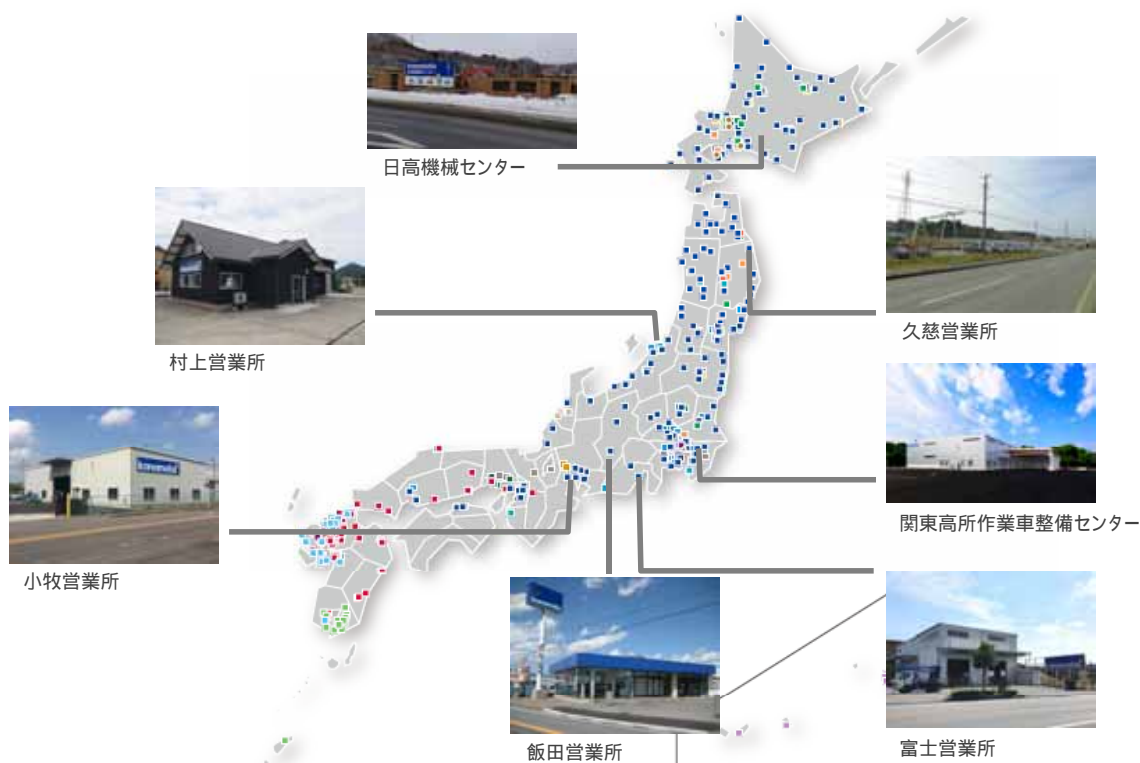 日高機械センター
村上営業所
久慈営業所
関東高所作業車整備センター
小牧営業所
飯田営業所
富士営業所